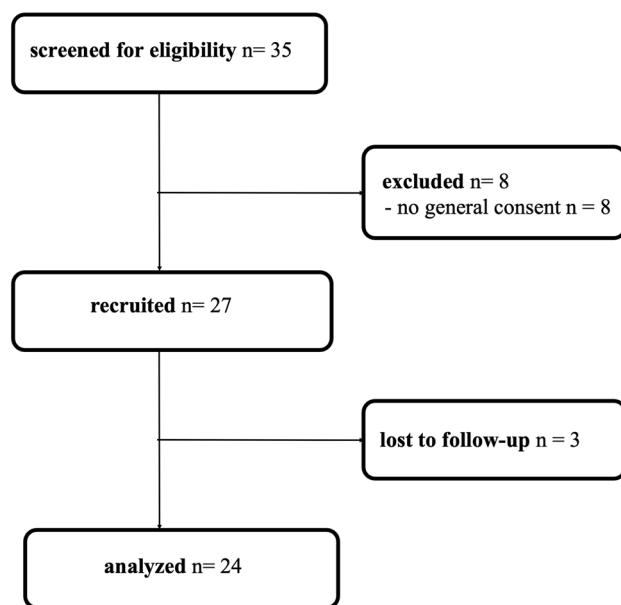 screened for eligibility n= 35
excluded n= 8
- no general consent n = 8
recruited n= 27
lost to follow-up n = 3
analyzed n= 24